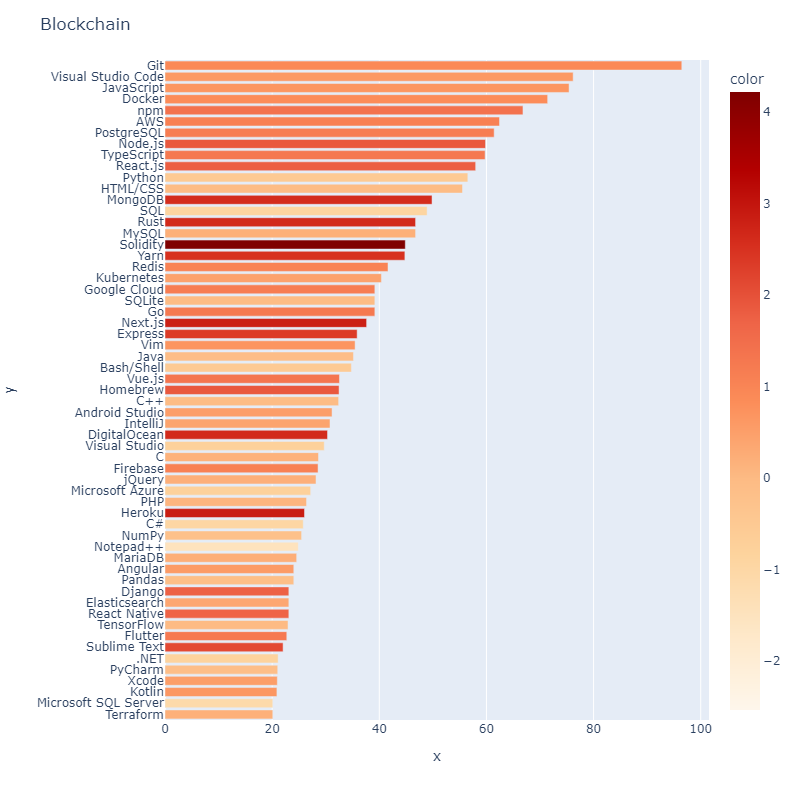 Blockchain
Git
Visual Studio Code
JavaScript
Docker
npm
AWS
PostgreSQL
Node.js
TypeScript
React.js
Python
HTML/CSS
MongoDB
SQL
Rust
MySQL
Solidity
Yarn
Redis
Kubernetes
Google Cloud
SQLite
Go
Next.js
Express
Vim
Java
Bash/Shell
Vue.js
Homebrew
C++
Android Studio
IntelliJ
DigitalOcean
Visual Studio
C
Firebase
jQuery
Microsoft Azure
PHP
Heroku
C#
NumPy
Notepad++
MariaDB
Angular
Pandas
Django
Elasticsearch
React Native
TensorFlow
Flutter
Sublime Text
.NET
PyCharm
Xcode
Kotlin
Microsoft SQL Server
Terraform
0 20 40 60 80 100
x
y
color
4
3
2
1
0
−1
−2